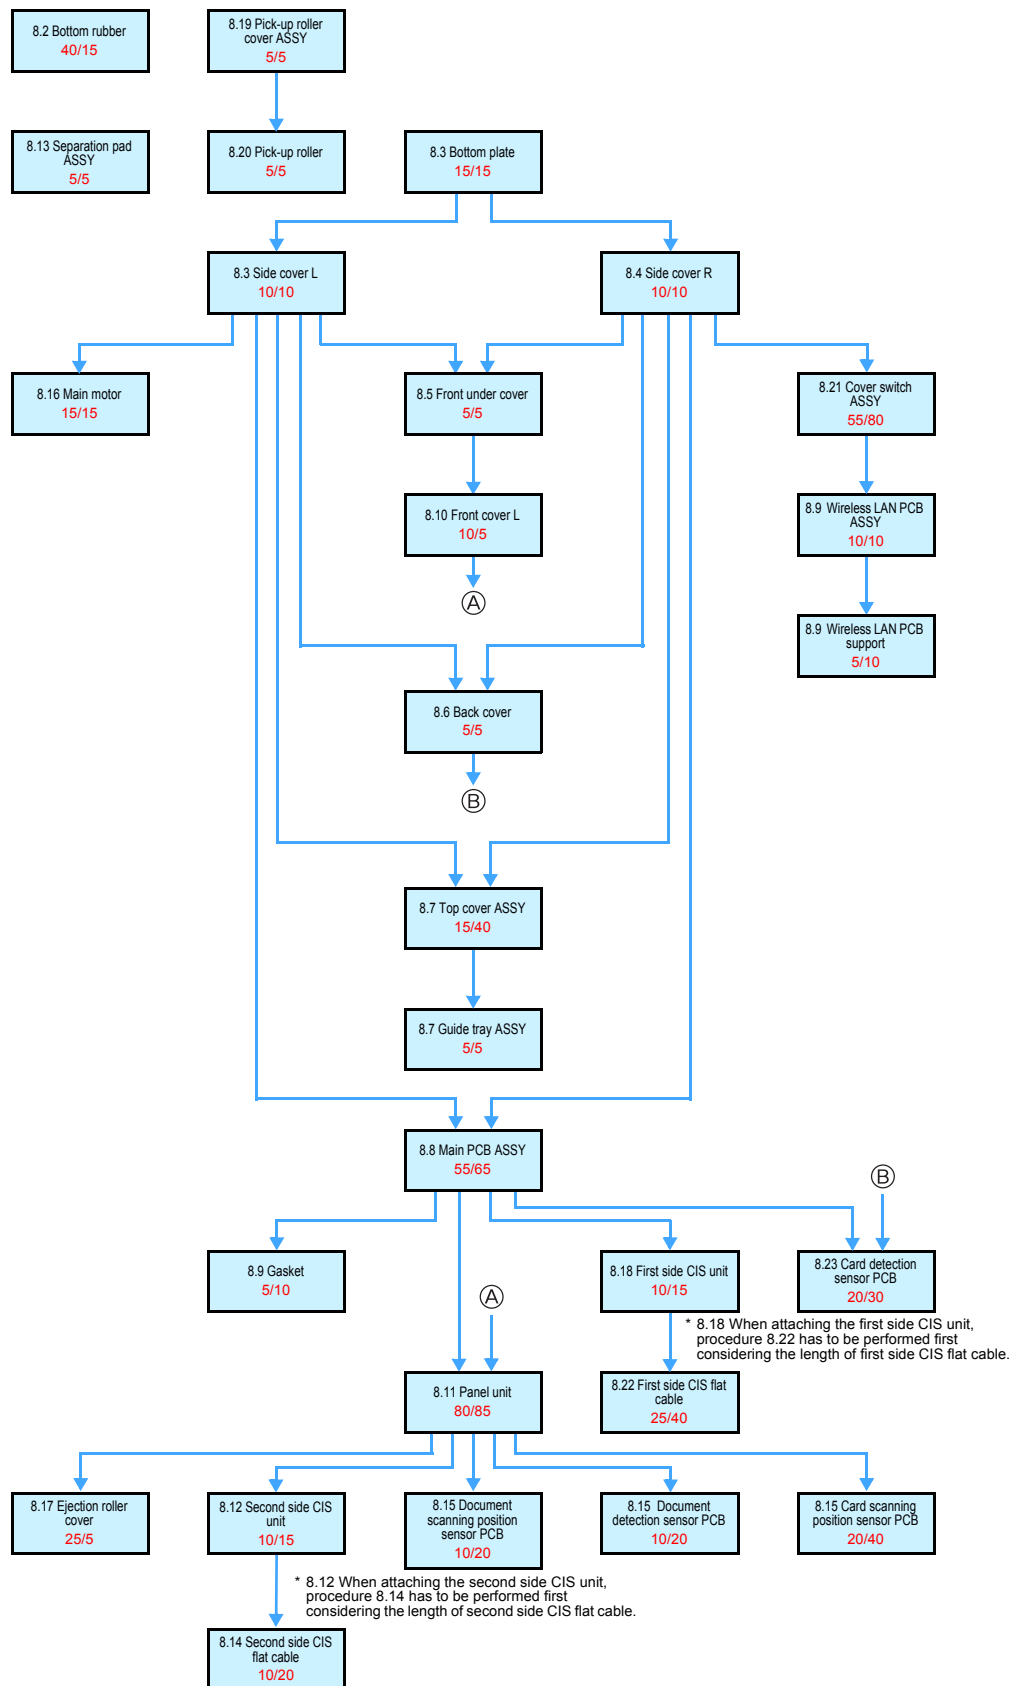 8.2 Bottom rubber
40/15
8.19 Pick-up roller
cover ASSY
5/5
8.13 Separation pad
ASSY
5/5
8.20 Pick-up roller
5/5
8.3 Bottom plate
15/15
8.3 Side cover L
10/10
8.4 Side cover R
10/10
8.16 Main motor
15/15
8.5 Front under cover
5/5
8.21 Cover switch
ASSY
55/80
8.10 Front cover L
10/5
8.9 Wireless LAN PCB
ASSY
10/10
A
8.9 Wireless LAN PCB
support
5/10
8.6 Back cover
5/5
B
8.7 Top cover ASSY
15/40
8.7 Guide tray ASSY
5/5
8.8 Main PCB ASSY
55/65
B
8.9 Gasket
5/10
8.18 First side CIS unit
10/15
8.23 Card detection
sensor PCB
20/30
A
* 8.18 When attaching the first side CIS unit,
procedure 8.22 has to be performed first
considering the length of first side CIS flat cable.
8.11 Panel unit
80/85
8.22 First side CIS flat
cable
25/40
8.17 Ejection roller
cover
25/5
8.12 Second side CIS
unit
10/15
8.15 Document
scanning position
sensor PCB
10/20
8.15 Document
detection sensor PCB
10/20
8.15 Card scanning
position sensor PCB
20/40
* 8.12 When attaching the second side CIS unit,
procedure 8.14 has to be performed first
considering the length of second side CIS flat cable.
8.14 Second side CIS
flat cable
10/20